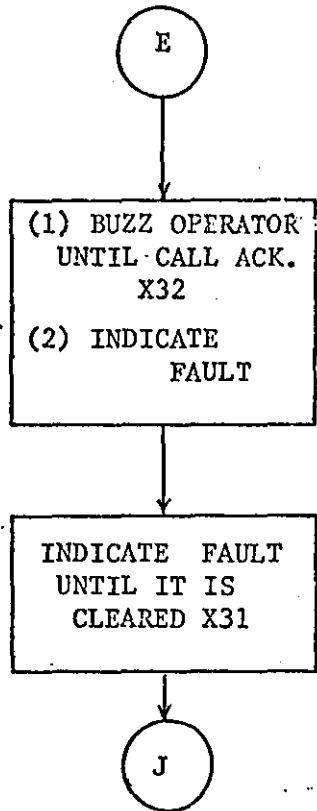 E
(1) BUZZ OPERATOR
UNTIL CALL ACK.
X32
(2) INDICATE
FAULT
INDICATE FAULT
UNTIL IT IS
CLEARED X31
J